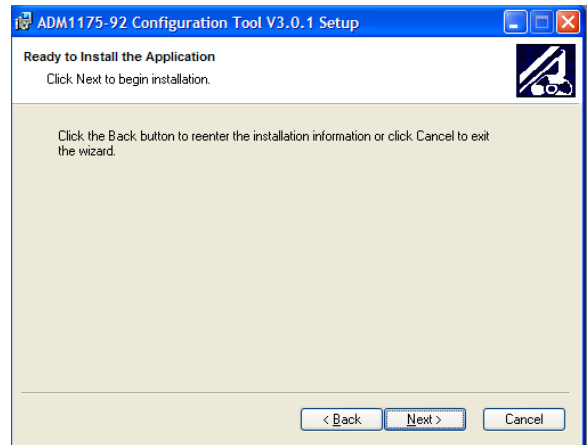 ADM1175-92 Configuration Tool V3.0.1 Setup
Ready to Install the Application
Click Next to begin installation.
Click the Back button to reenter the installation information or click Cancel to exit
the wizard.
< Back Next > Cancel